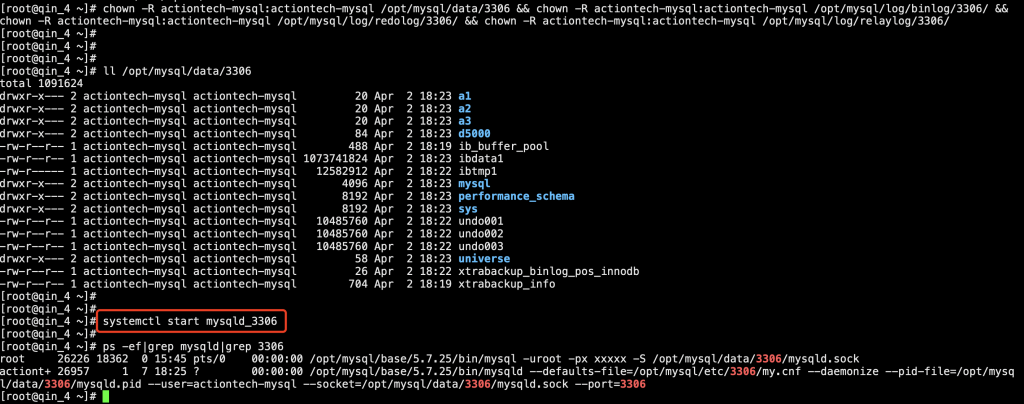 [root@qin_4 ~]# chown -R actiontech-mysql:actiontech-mysql /opt/mysql/data/3306 && chown -R actiontech-mysql:actiontech-mysql /opt/mysql/log/binlog/3306/ &&
chown -R actiontech-mysql:actiontech-mysql /opt/mysql/log/redolog/3306/ && chown -R actiontech-mysql:actiontech-mysql /opt/mysql/log/relaylog/3306/
[root@qin_4 ~]#
[root@qin_4 ~]#
[root@qin_4 ~]#
[root@qin_4 ~]# ll /opt/mysql/data/3306
total 1091624
drwxr-x--- 2 actiontech-mysql actiontech-mysql 20 Apr 2 18:23 a1
drwxr-x--- 2 actiontech-mysql actiontech-mysql 20 Apr 2 18:23 a2
drwxr-x--- 2 actiontech-mysql actiontech-mysql 20 Apr 2 18:23 a3
drwxr-x--- 2 actiontech-mysql actiontech-mysql 84 Apr 2 18:23 d5000
-rw-r--r-- 1 actiontech-mysql actiontech-mysql 488 Apr 2 18:19 ib_buffer_pool
-rw-r--r-- 1 actiontech-mysql actiontech-mysql 1073741824 Apr 2 18:23 ibdata1
-rw-r----- 1 actiontech-mysql actiontech-mysql 12582912 Apr 2 18:22 ibtmp1
drwxr-x--- 2 actiontech-mysql actiontech-mysql 4096 Apr 2 18:23 mysql
drwxr-x--- 2 actiontech-mysql actiontech-mysql 8192 Apr 2 18:23 performance_schema
drwxr-x--- 2 actiontech-mysql actiontech-mysql 8192 Apr 2 18:23 sys
-rw-r--r-- 1 actiontech-mysql actiontech-mysql 10485760 Apr 2 18:22 undo001
-rw-r--r-- 1 actiontech-mysql actiontech-mysql 10485760 Apr 2 18:22 undo002
-rw-r--r-- 1 actiontech-mysql actiontech-mysql 10485760 Apr 2 18:22 undo003
drwxr-x--- 2 actiontech-mysql actiontech-mysql 58 Apr 2 18:23 universe
-rw-r--r-- 1 actiontech-mysql actiontech-mysql 26 Apr 2 18:22 xtrabackup_binlog_pos_innodb
-rw-r--r-- 1 actiontech-mysql actiontech-mysql 704 Apr 2 18:19 xtrabackup_info
[root@qin_4 ~]#
[root@qin_4 ~]#
[root@qin_4 ~]# systemctl start mysqld_3306
[root@qin_4 ~]#
[root@qin_4 ~]# ps -ef|grep mysqld|grep 3306
root 26226 18362 0 15:45 pts/0 00:00:00 /opt/mysql/base/5.7.25/bin/mysql -uroot -px xxxxx -S /opt/mysql/data/3306/mysqld.sock
actiont+ 26957 1 7 18:25 ? 00:00:00 /opt/mysql/base/5.7.25/bin/mysqld --defaults-file=/opt/mysql/etc/3306/my.cnf --daemonize --pid-file=/opt/mysq
l/data/3306/mysqld.pid --user=actiontech-mysql --socket=/opt/mysql/data/3306/mysqld.sock --port=3306
[root@qin_4 ~]#